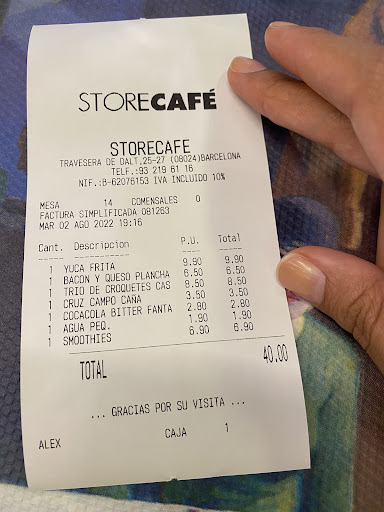 STORECAFÉ
STORECAFE
TRAVESERA DE DALT,25-27 (08024)BARCELONA
TELF.:93 219 61 16
NIF.:B-62076153 IVA INCLUIDO 10%
MESA 14 COMENSALES 0
FACTURA SIMPLIFICADA 081263
MAR 02 AGO 2022 19:16
Cant. Descripcion P.U. Total
1 YUCA FRITA 9.90 9.90
1 BACON Y QUESO PLANCHA 6.50 6.50
1 TRIO DE CROQUETES CAS 8.50 8.50
1 CRUZ CAMPO CAÑA 3.50 3.50
1 COCACOLA BITTER FANTA 2.80 2.80
1 AGUA PEQ. 1.90 1.90
1 SMOOTHIES 6.90 6.90
TOTAL 40.00
... GRACIAS POR SU VISITA ...
ALEX CAJA 1